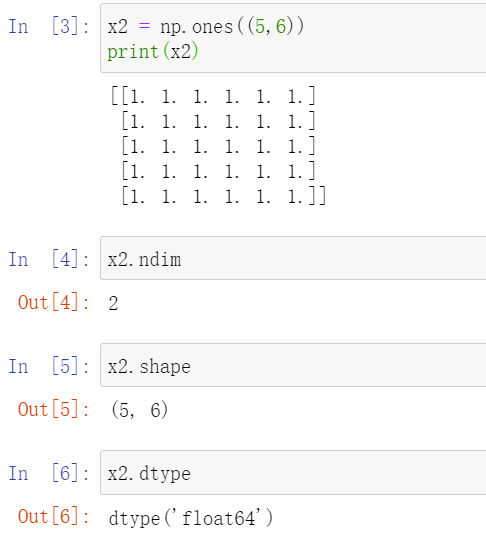 In [3]: x2 = np.ones((5,6))
print(x2)
[[1. 1. 1. 1. 1. 1.]
[1. 1. 1. 1. 1. 1.]
[1. 1. 1. 1. 1. 1.]
[1. 1. 1. 1. 1. 1.]
[1. 1. 1. 1. 1. 1.]]
In [4]: x2.ndim
Out[4]: 2
In [5]: x2.shape
Out[5]: (5, 6)
In [6]: x2.dtype
Out[6]: dtype('float64')